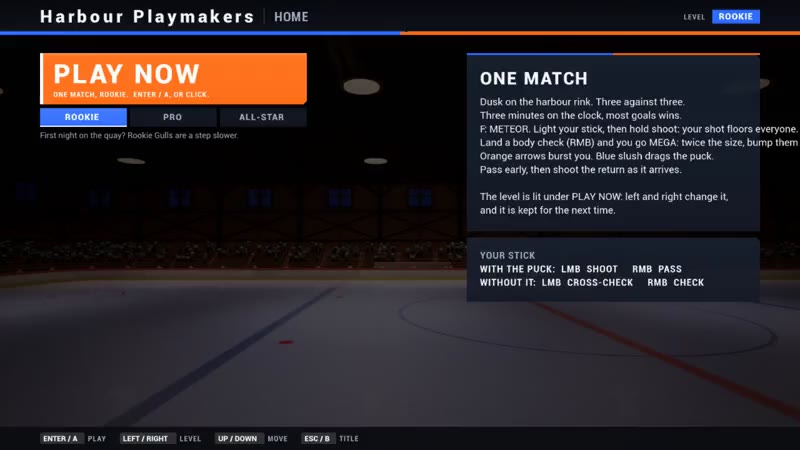 Harbour Playmakers
HOME
LEVEL ROOKIE
PLAY NOW
ONE MATCH, ROOKIE. ENTER / A, OR CLICK.
ROOKIE PRO ALL-STAR
First night on the quay? Rookie Gulls are a step slower.
ONE MATCH
Dusk on the harbour rink. Three against three.
Three minutes on the clock, most goals wins.
F: METEOR. Light your stick, then hold shoot: your shot floors everyone.
Land a body check (RMB) and you go MEGA: twice the size, bump them
Orange arrows burst you. Blue slush drags the puck.
Pass early, then shoot the return as it arrives.
The level is lit under PLAY NOW: left and right change it,
and it is kept for the next time.
YOUR STICK
WITH THE PUCK: LMB SHOOT RMB PASS
WITHOUT IT: LMB CROSS-CHECK RMB CHECK
ENTER / A PLAY LEFT / RIGHT LEVEL UP / DOWN MOVE ESC / B TITLE